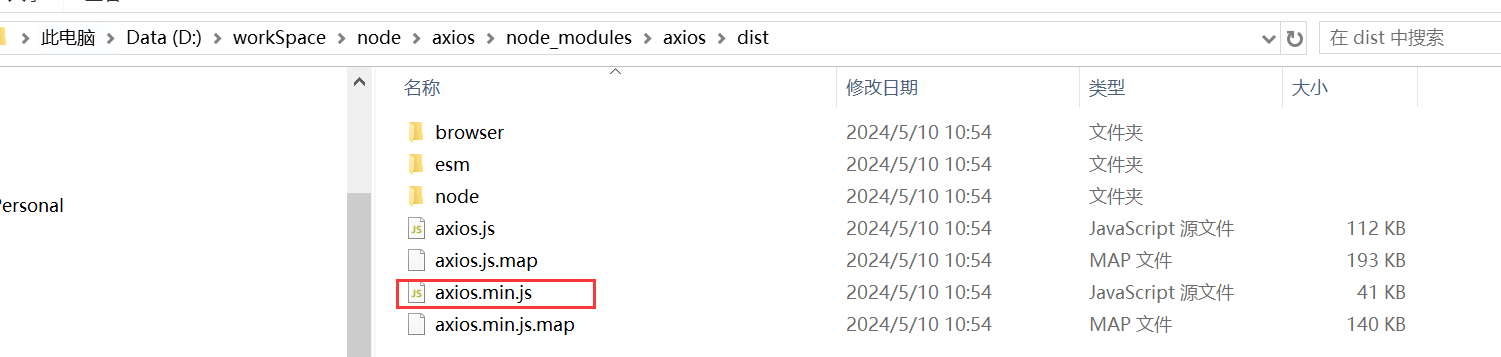 此电脑 > Data (D:) > workSpace > node > axios > node_modules > axios > dist
在 dist 中搜索
名称 修改日期 类型 大小
browser 2024/5/10 10:54 文件夹
esm 2024/5/10 10:54 文件夹
node 2024/5/10 10:54 文件夹
Personal
axios.js 2024/5/10 10:54 JavaScript 源文件 112 KB
axios.js.map 2024/5/10 10:54 MAP 文件 193 KB
axios.min.js 2024/5/10 10:54 JavaScript 源文件 41 KB
axios.min.js.map 2024/5/10 10:54 MAP 文件 140 KB